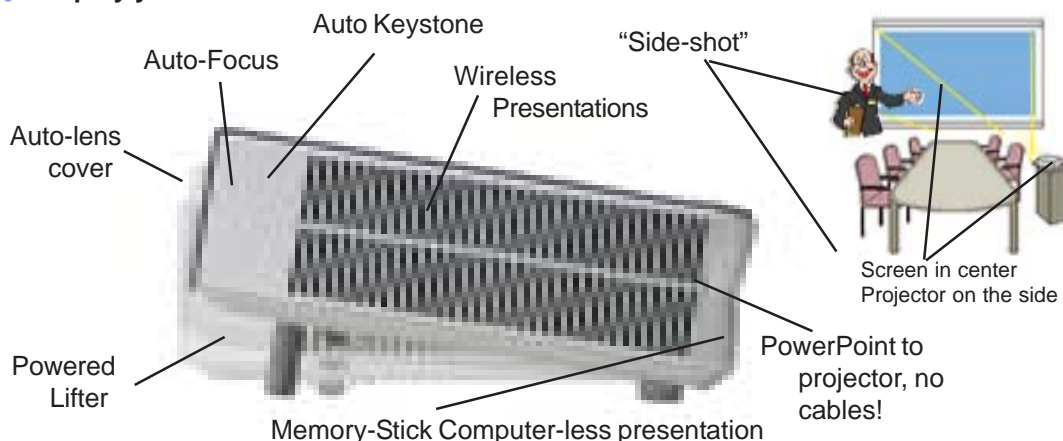 Auto Keystone
“Side-shot”
Auto-Focus
Wireless
Presentations
Auto-lens
cover
Screen in center
Projector on the side
Powered
Lifter
PowerPoint to
projector, no
cables!
Memory-Stick Computer-less presentation